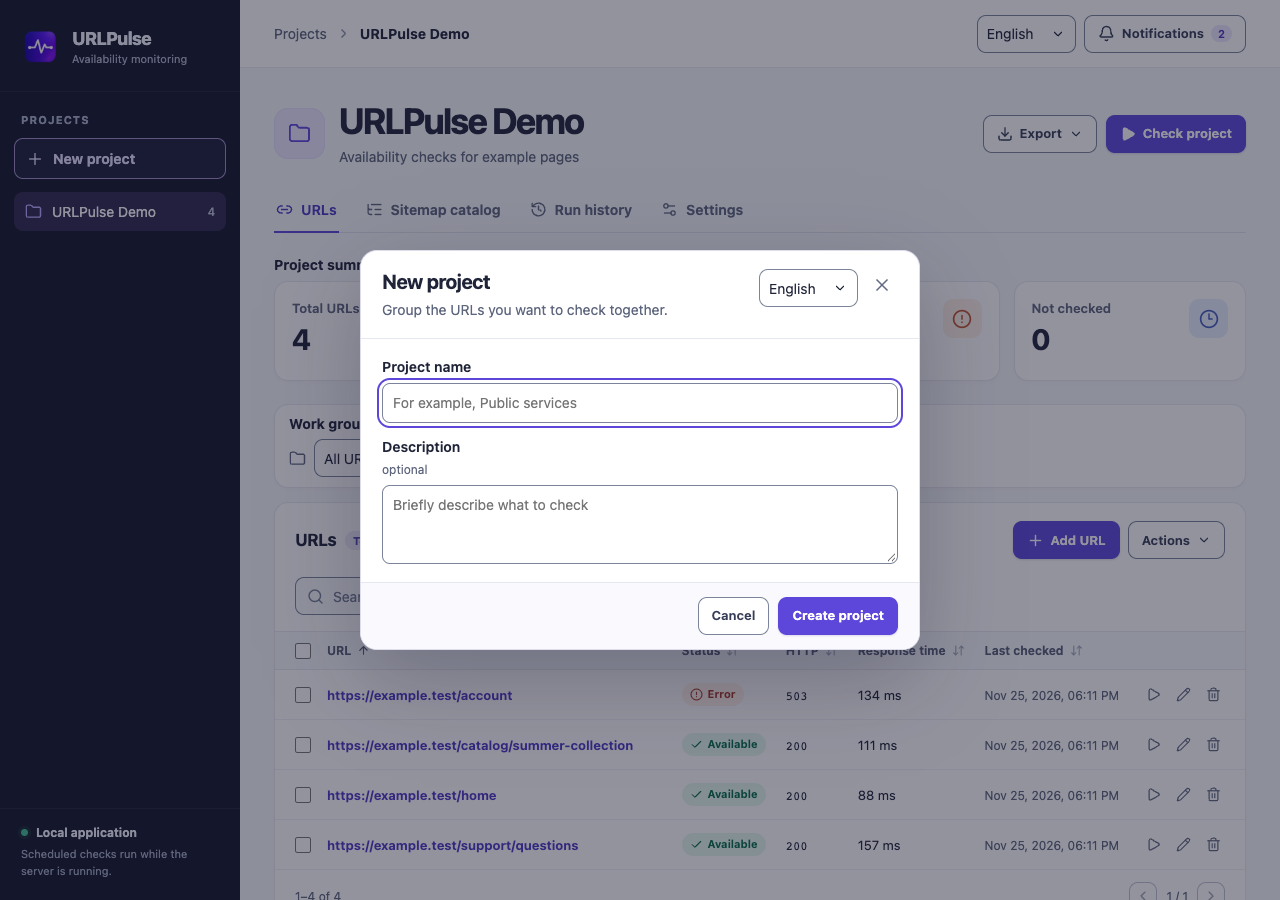 URLPulse
Availability monitoring
PROJECTS
New project
URLPulse Demo 4
Local application
Scheduled checks run while the
server is running.
Projects > URLPulse Demo
English
Notifications 2
URLPulse Demo
Availability checks for example pages
Export
Check project
URLs
Sitemap catalog
Run history
Settings
Project summ
Total URLs
4
Not checked
0
Work grou
All UR
New project
Group the URLs you want to check together.
English
Project name
For example, Public services
Description
optional
Briefly describe what to check
Cancel
Create project
URLs
Add URL
Actions
Sear
URL Status HTTP Response time Last checked
https://example.test/account Error 503 134 ms Nov 25, 2026, 06:11 PM
https://example.test/catalog/summer-collection Available 200 111 ms Nov 25, 2026, 06:11 PM
https://example.test/home Available 200 88 ms Nov 25, 2026, 06:11 PM
https://example.test/support/questions Available 200 157 ms Nov 25, 2026, 06:11 PM
1–4 of 4
1 / 1